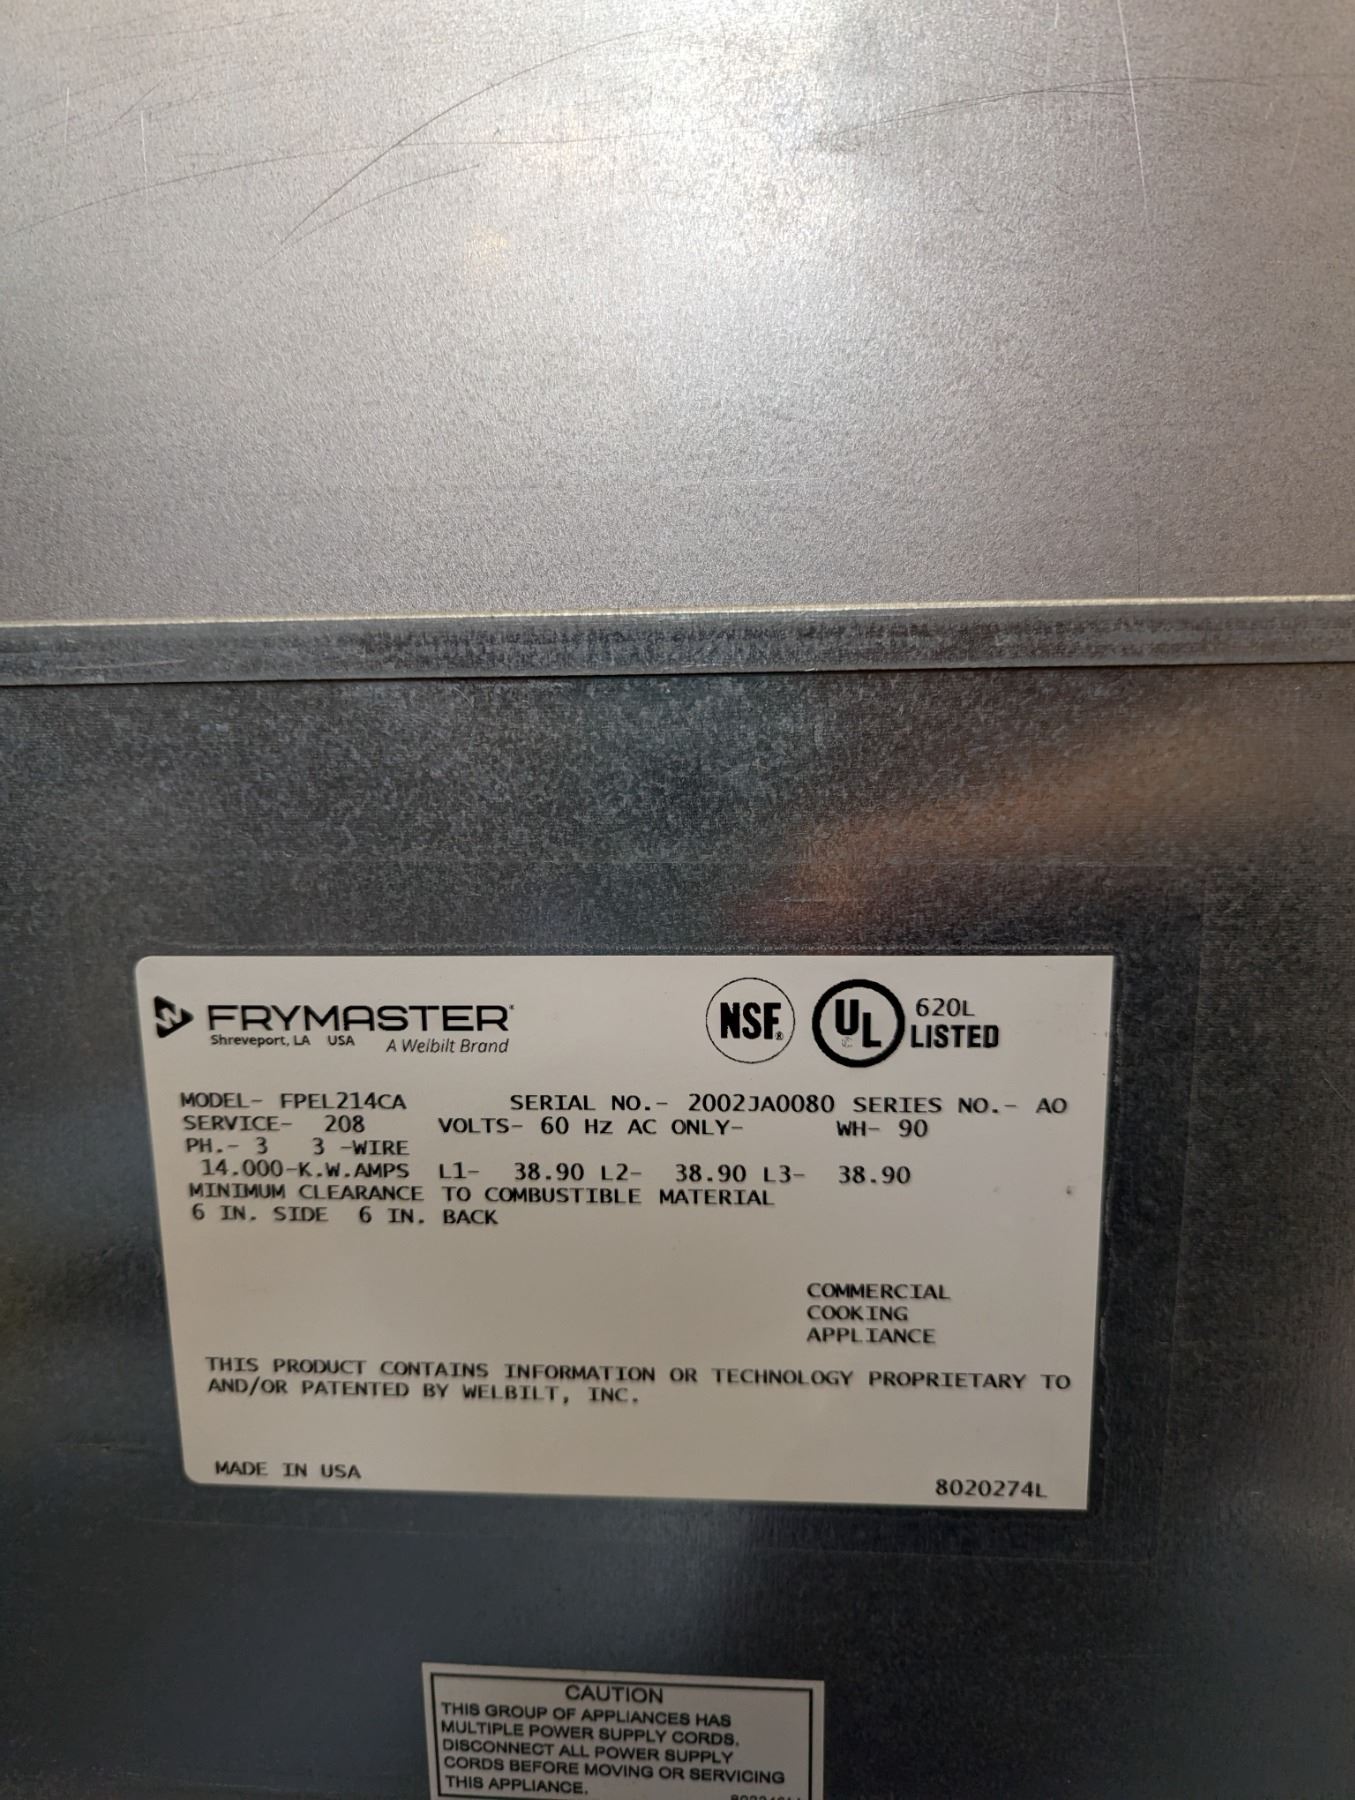 FRYMASTER
Shreveport, LA USA A Welbilt Brand
NSF®
UL 620L
LISTED
MODEL- FPEL214CA SERIAL NO.- 2002JA0080 SERIES NO.- AO
SERVICE- 208 VOLTS- 60 HZ AC ONLY- WH- 90
PH.- 3 3 -WIRE
14.000-K.W.AMPS L1- 38.90 L2- 38.90 L3- 38.90
MINIMUM CLEARANCE TO COMBUSTIBLE MATERIAL
6 IN. SIDE 6 IN. BACK
COMMERCIAL
COOKING
APPLIANCE
THIS PRODUCT CONTAINS INFORMATION OR TECHNOLOGY PROPRIETARY TO
AND/OR PATENTED BY WELBILT, INC.
MADE IN USA
8020274L
CAUTION
THIS GROUP OF APPLIANCES HAS
MULTIPLE POWER SUPPLY CORDS.
DISCONNECT ALL POWER SUPPLY
CORDS BEFORE MOVING OR SERVICING
THIS APPLIANCE.